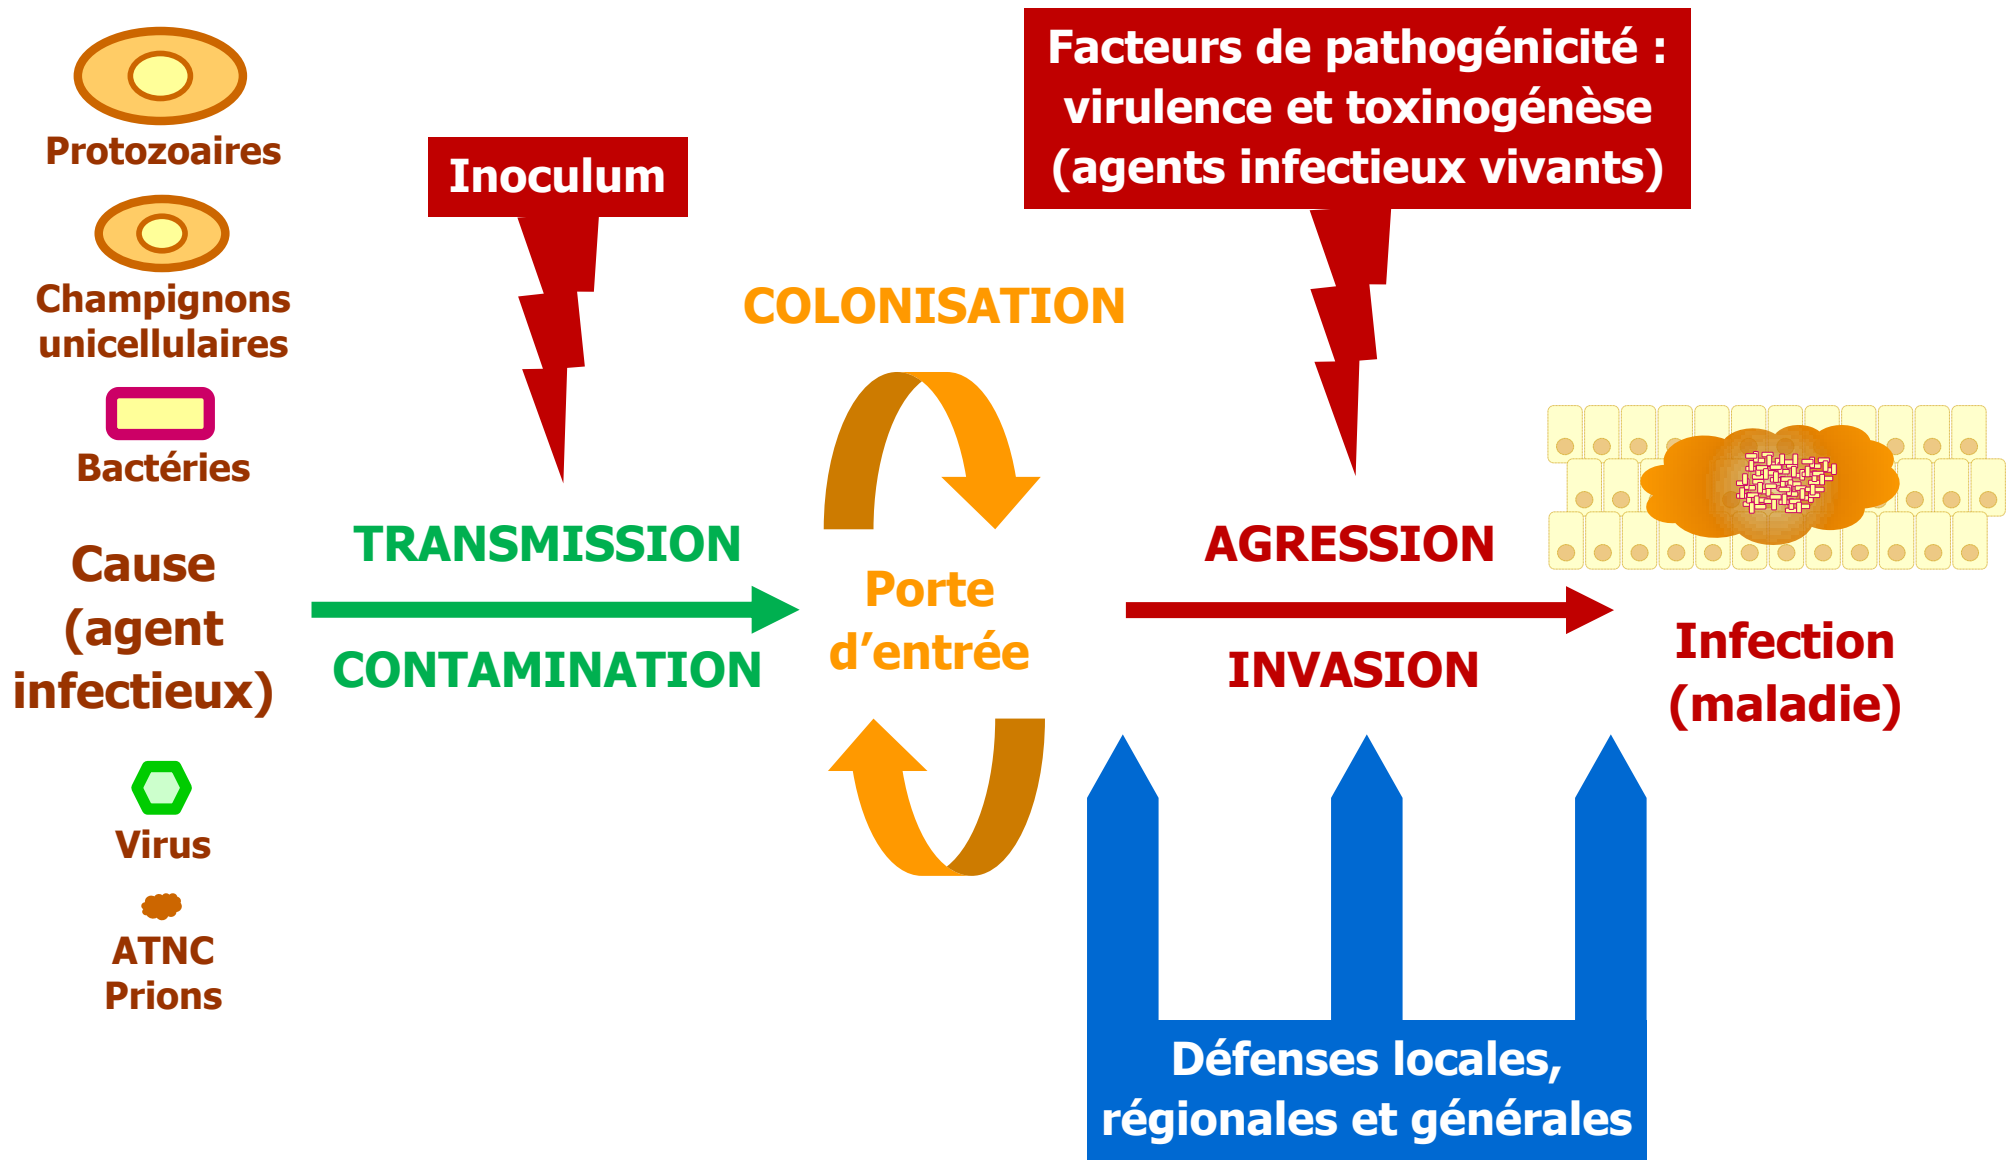 Protozoaires
Champignons
unicellulaires
Bactéries
Cause
(agent
infectieux)
Virus
ATNC
Prions
Inoculum
TRANSMISSION
CONTAMINATION
COLONISATION
Porte
d’entrée
Facteurs de pathogénicité :
virulence et toxinogénèse
(agents infectieux vivants)
AGRESSION
INVASION
Infection
(maladie)
Défenses locales,
régionales et générales